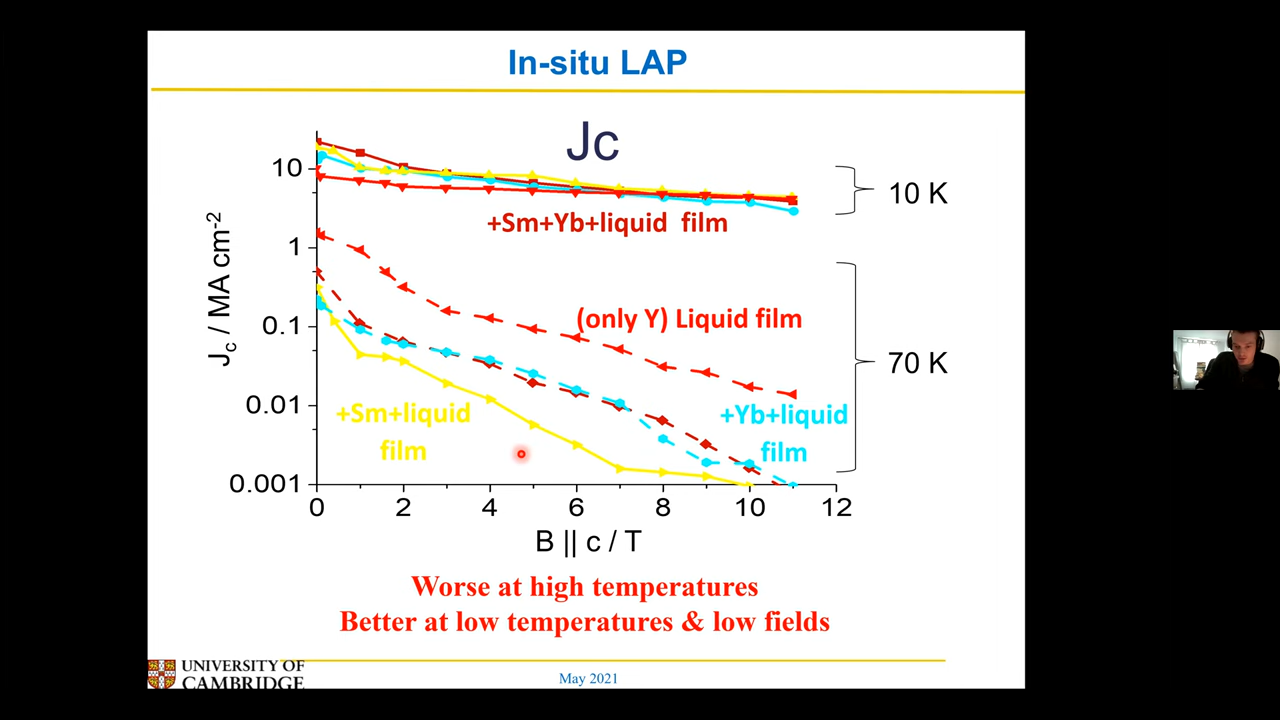 In-situ LAP
Jc
10
1
0.1
0.01
0.001
Jc / MA cm-2
10 K
+Sm+Yb+liquid film
(only Y) Liquid film
70 K
+Sm+liquid
film
+Yb+liquid
film
0 2 4 6 8 10 12
B || c / T
Worse at high temperatures
Better at low temperatures & low fields
UNIVERSITY OF
CAMBRIDGE
May 2021